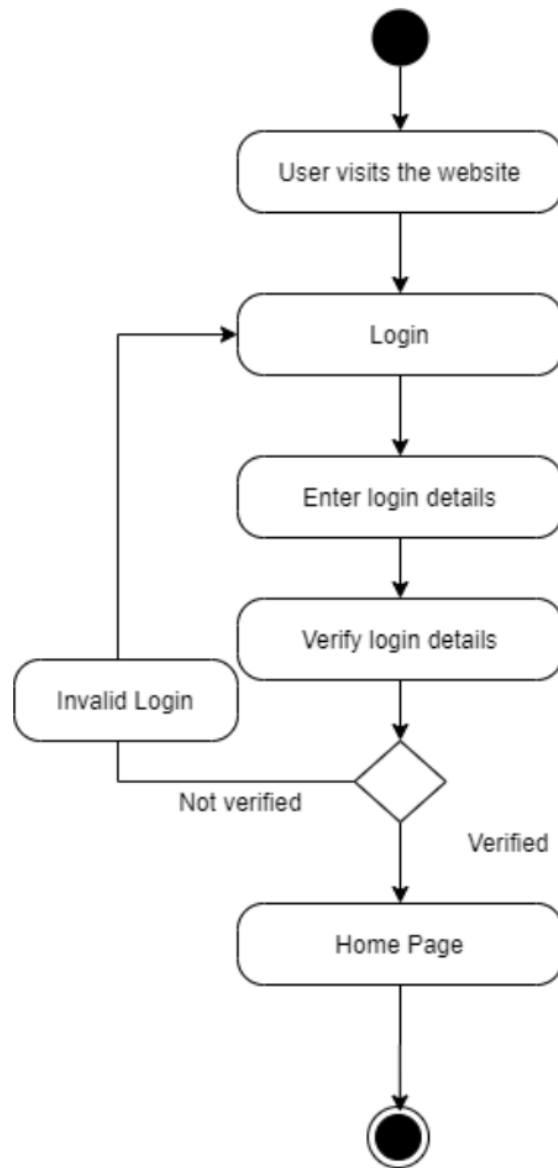 User visits the website
Login
Enter login details
Verify login details
Invalid Login
Not verified
Verified
Home Page